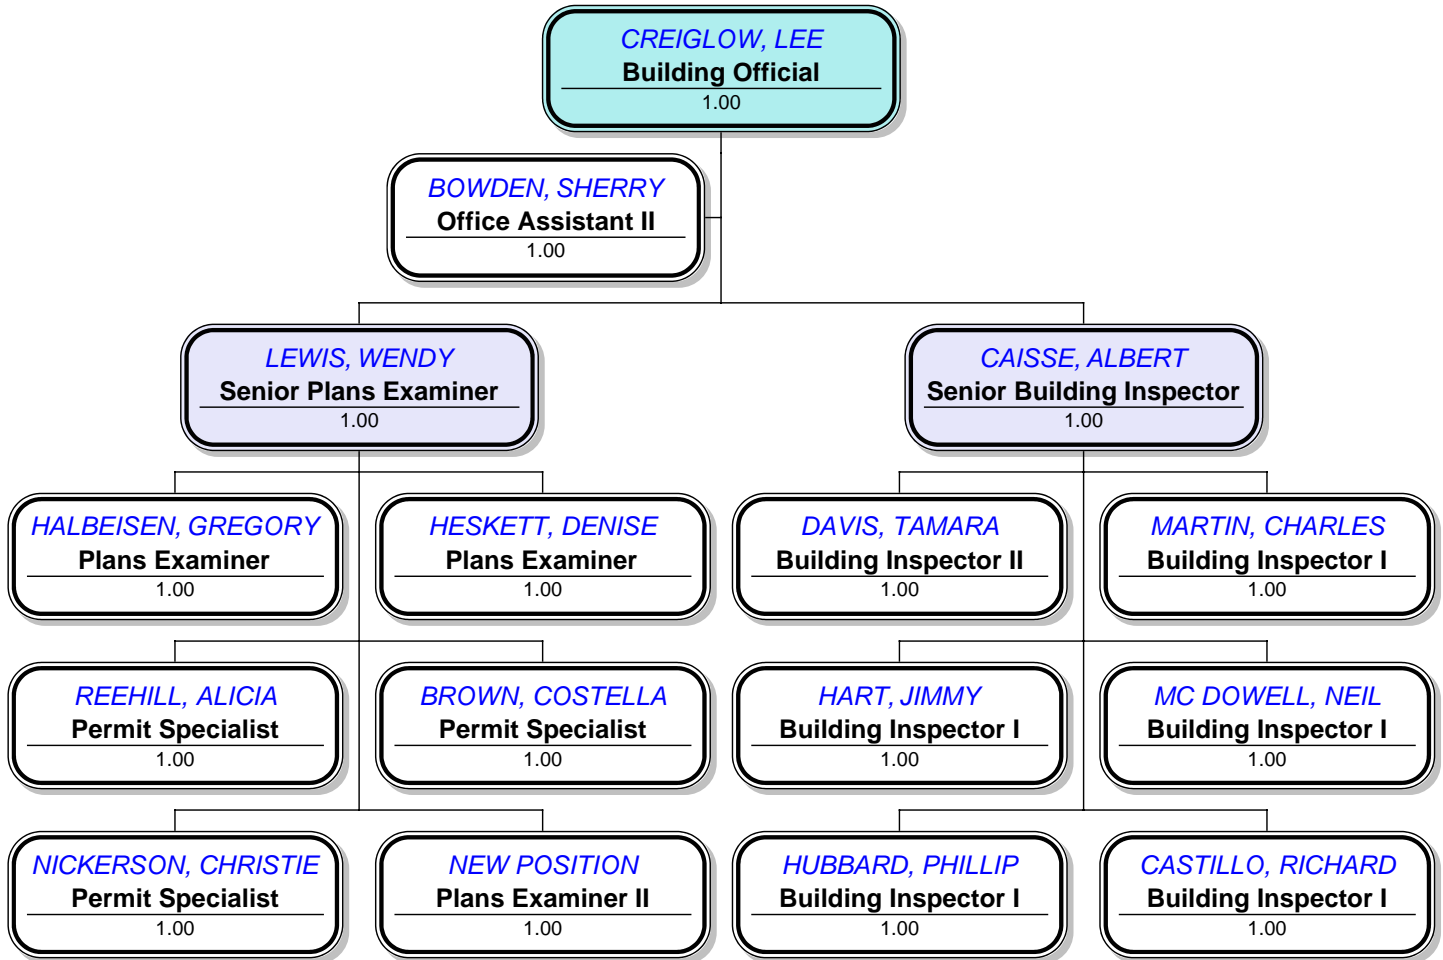 CREIGLOW, LEE
Building Official
1.00
BOWDEN, SHERRY
Office Assistant II
1.00
LEWIS, WENDY
Senior Plans Examiner
1.00
CAISSE, ALBERT
Senior Building Inspector
1.00
HALBEISEN, GREGORY
Plans Examiner
1.00
HESKETT, DENISE
Plans Examiner
1.00
DAVIS, TAMARA
Building Inspector II
1.00
MARTIN, CHARLES
Building Inspector I
1.00
REEHILL, ALICIA
Permit Specialist
1.00
BROWN, COSTELLA
Permit Specialist
1.00
HART, JIMMY
Building Inspector I
1.00
MC DOWELL, NEIL
Building Inspector I
1.00
NICKERSON, CHRISTIE
Permit Specialist
1.00
NEW POSITION
Plans Examiner II
1.00
HUBBARD, PHILLIP
Building Inspector I
1.00
CASTILLO, RICHARD
Building Inspector I
1.00